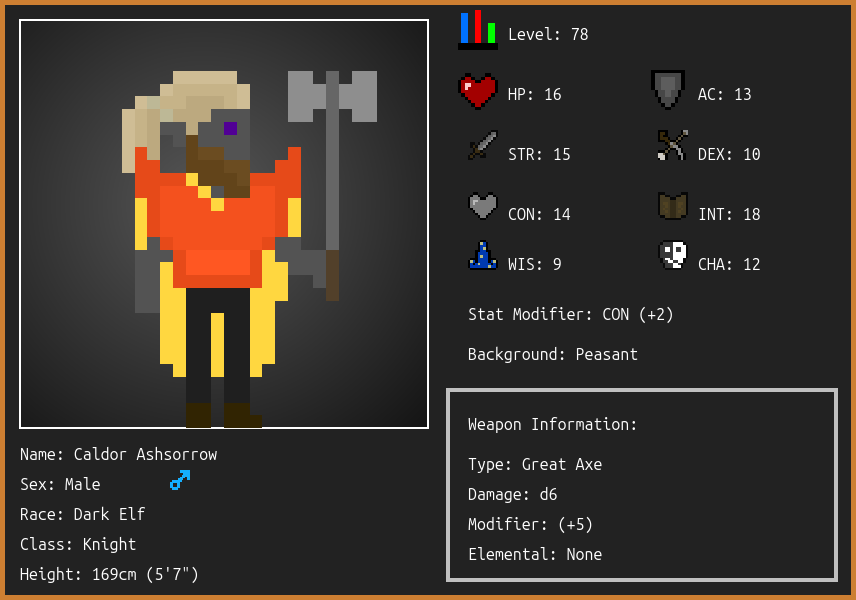 Level: 78
HP: 16
AC: 13
STR: 15
DEX: 10
CON: 14
INT: 18
WIS: 9
CHA: 12
Stat Modifier: CON (+2)
Background: Peasant
Weapon Information:
Type: Great Axe
Damage: d6
Modifier: (+5)
Elemental: None
Name: Caldor Ashsorrow
Sex: Male
Race: Dark Elf
Class: Knight
Height: 169cm (5'7")